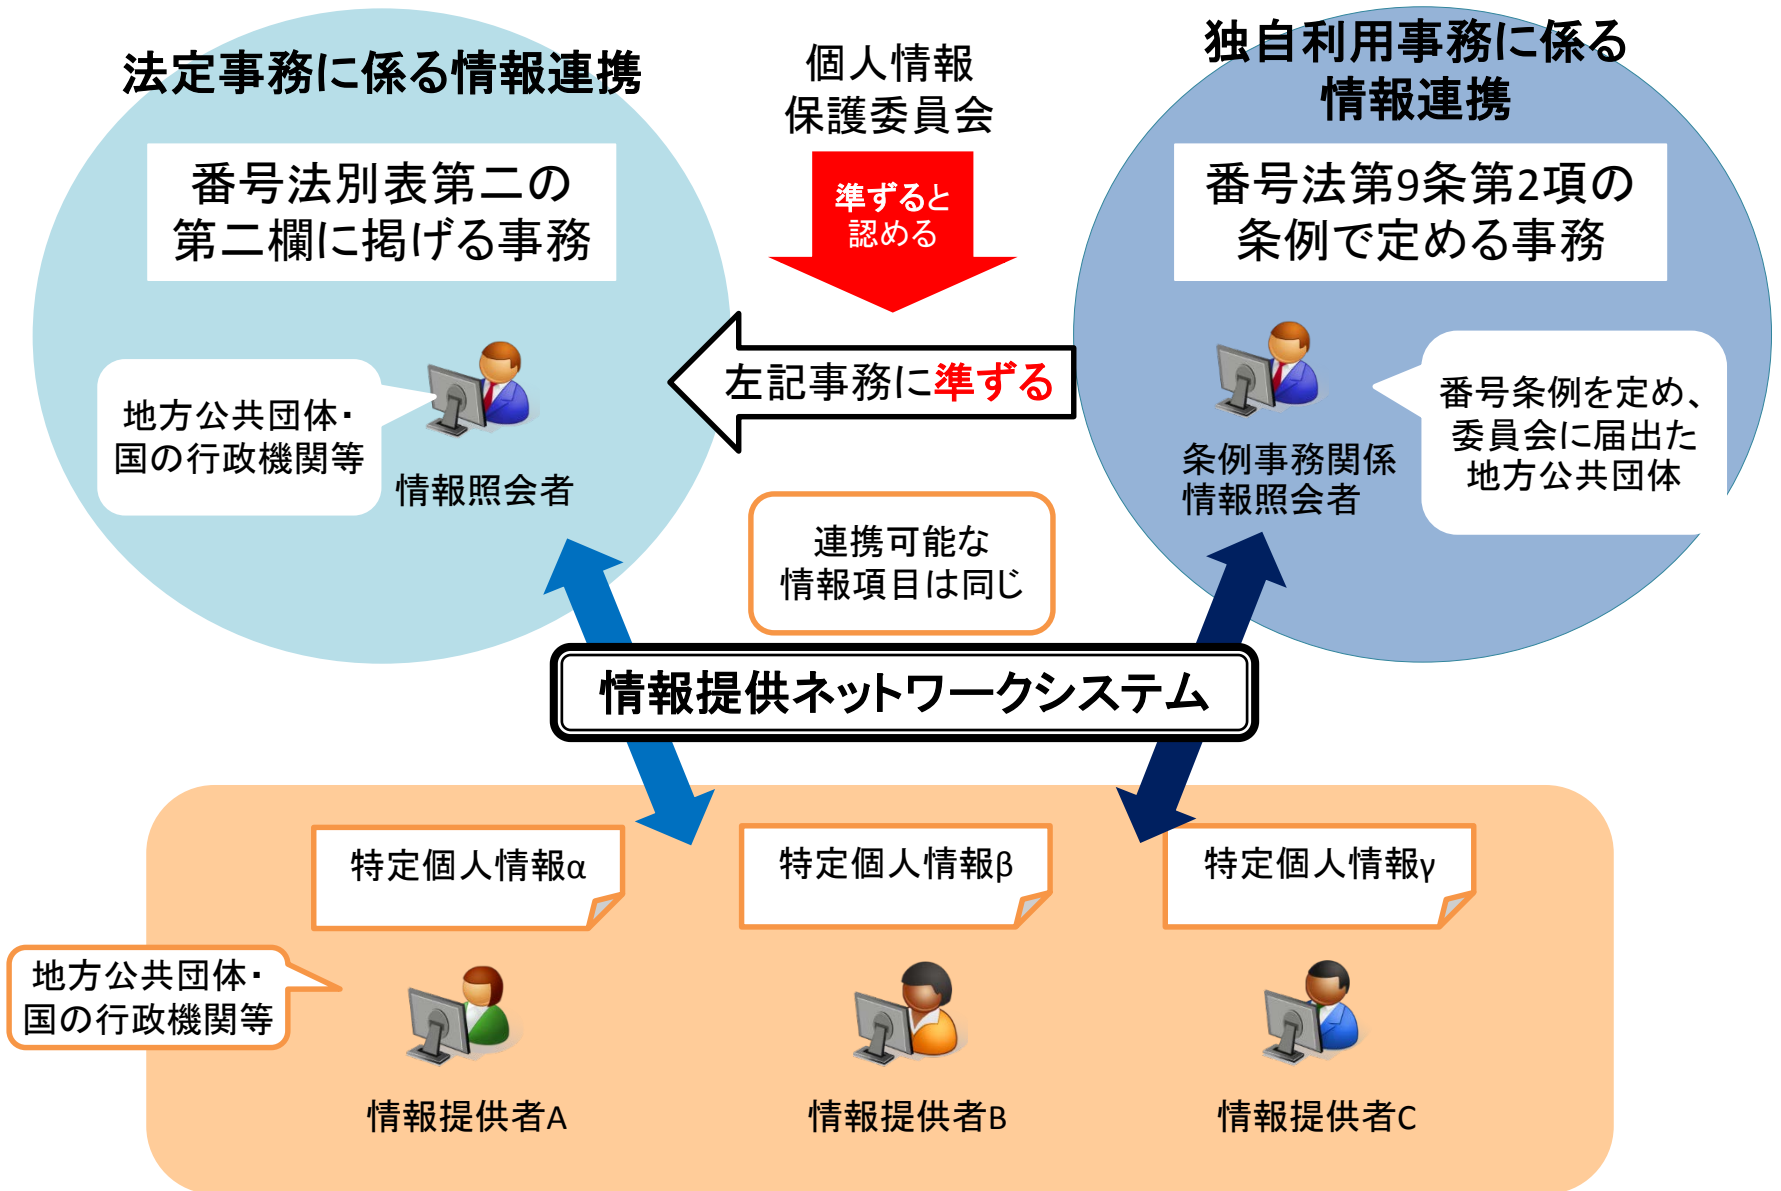 法定事務に係る情報連携
番号法別表第二の
第二欄に掲げる事務
地方公共団体・
国の行政機関等
情報照会者
個人情報
保護委員会
準ずると
認める
左記事務に準ずる
連携可能な
情報項目は同じ
独自利用事務に係る
情報連携
番号法第9条第2項の
条例で定める事務
条例事務関係
情報照会者
番号条例を定め、
委員会に届出た
地方公共団体
情報提供ネットワークシステム
特定個人情報α
特定個人情報β
特定個人情報γ
地方公共団体・
国の行政機関等
情報提供者A
情報提供者B
情報提供者C